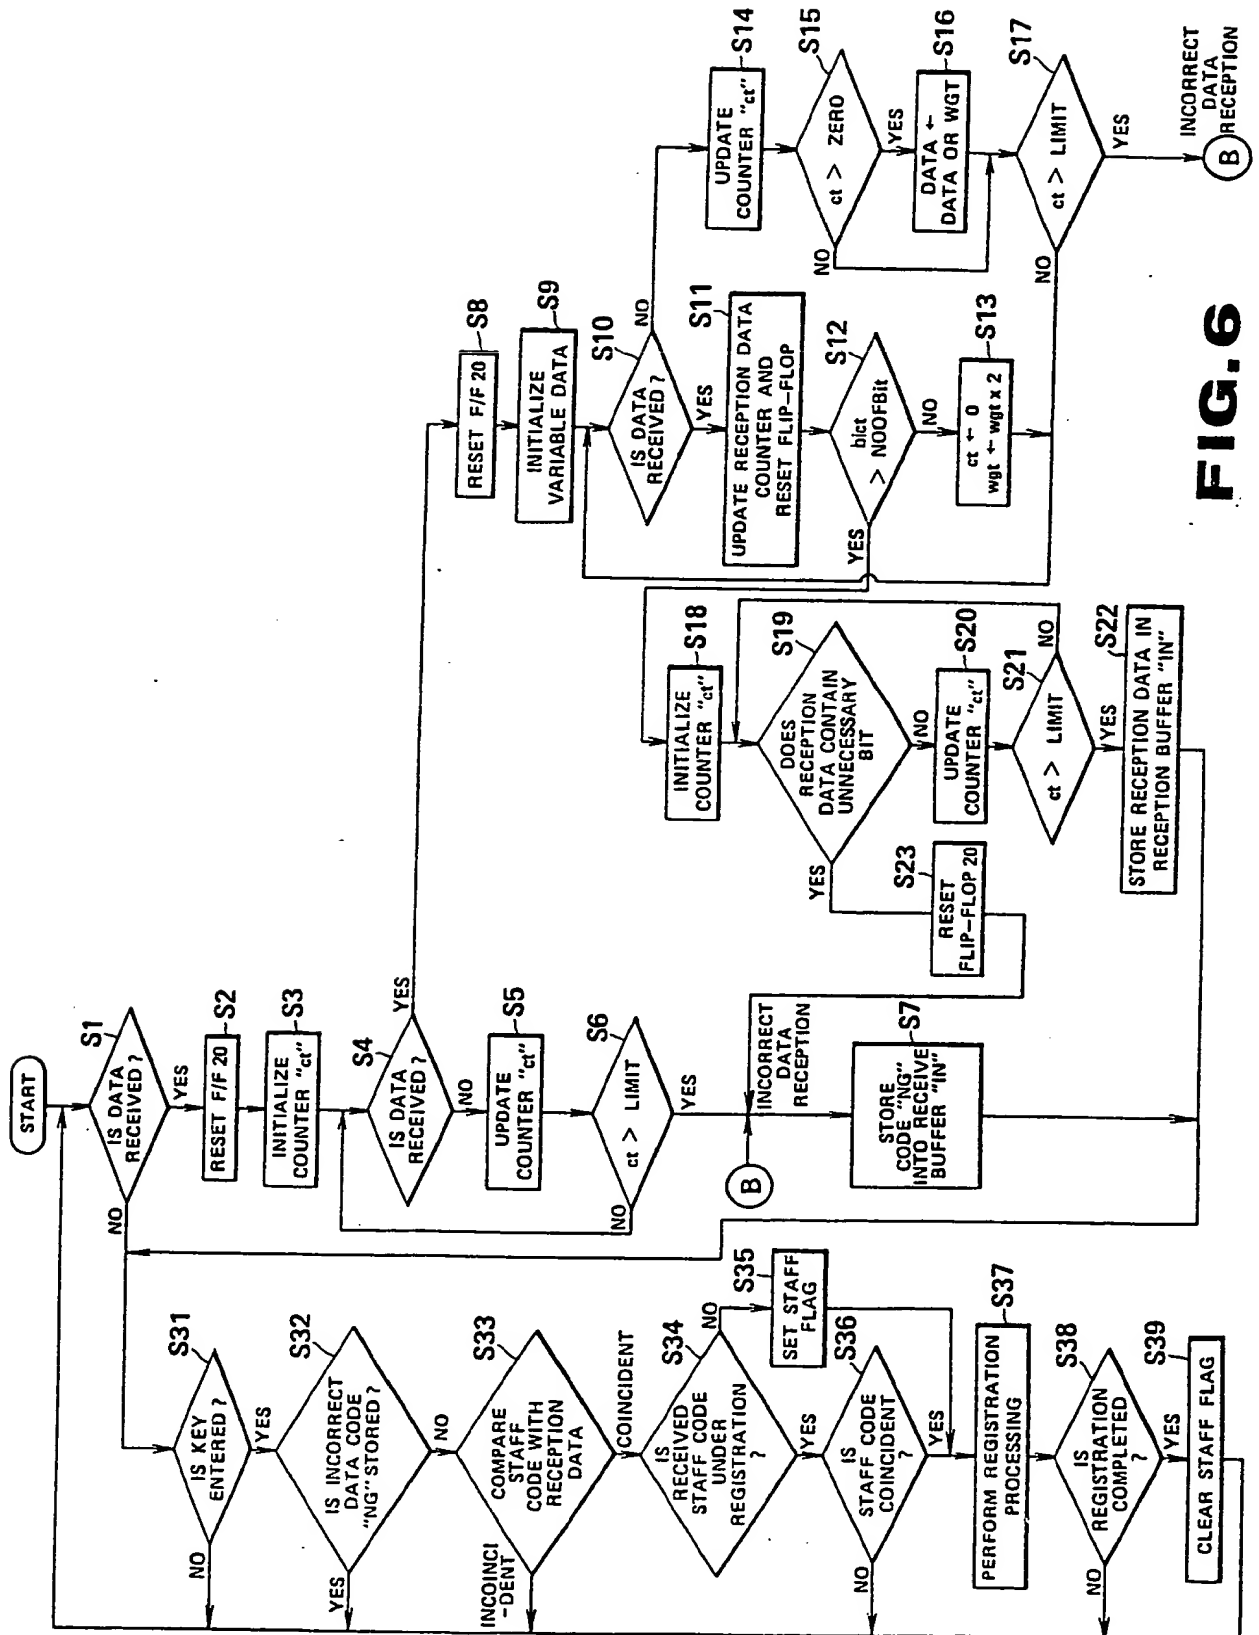 START
S1
IS DATA
RECEIVED ?
YES
NO
S2
RESET F/F 20
S3
INITIALIZE
COUNTER "ct"
S4
IS DATA
RECEIVED ?
YES
NO
S5
UPDATE
COUNTER "ct"
S6
ct > LIMIT
NO
YES
B
INCORRECT
DATA
RECEPTION
S7
STORE
CODE "NG"
INTO RECEIVE
BUFFER "IN"
S8
RESET F/F 20
S9
INITIALIZE
VARIABLE DATA
S10
IS DATA
RECEIVED ?
NO
YES
S11
UPDATE RECEPTION DATA
COUNTER AND
RESET FLIP-FLOP
S12
bict
> NOOFBit
YES
NO
S13
ct ← 0
wgt ← wgt x 2
S14
UPDATE
COUNTER "ct"
S15
ct > ZERO
NO
YES
S16
DATA ←
DATA OR WGT
S17
ct > LIMIT
NO
YES
INCORRECT
DATA
RECEPTION
B
S18
INITIALIZE
COUNTER "ct"
S19
DOES
RECEPTION
DATA CONTAIN
UNNECESSARY
BIT
YES
NO
S20
UPDATE
COUNTER "ct"
S21
ct > LIMIT
NO
YES
S22
STORE RECEPTION DATA IN
RECEPTION BUFFER "IN"
S23
RESET
FLIP-FLOP 20
S31
IS KEY
ENTERED ?
NO
YES
S32
IS INCORRECT
DATA CODE
"NG" STORED ?
YES
NO
S33
COMPARE
STAFF
CODE WITH
RECEPTION
DATA
INCOINCI
-DENT
COINCIDENT
S34
IS
RECEIVED
STAFF CODE
UNDER
REGISTRATION
?
NO
YES
S35
SET STAFF
FLAG
S36
IS
STAFF CODE
COINCIDENT
?
NO
YES
S37
PERFORM REGISTRATION
PROCESSING
S38
IS
REGISTRATION
COMPLETED
?
NO
YES
S39
CLEAR STAFF FLAG
FIG. 6